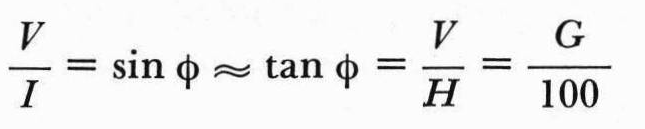 V/I = sin ϕ ≈ tan ϕ = V/H = G/100